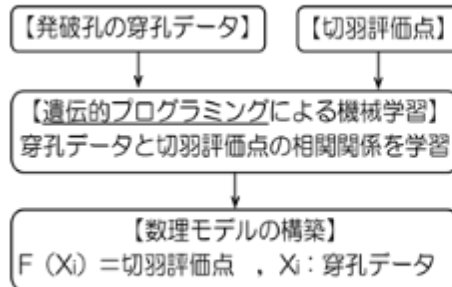 【発破孔の穿孔データ】
【切羽評価点】
【遺伝的プログラミングによる機械学習】
穿孔データと切羽評価点の相関関係を学習
【数理モデルの構築】
F（Xi）＝切羽評価点　，Xi：穿孔データ